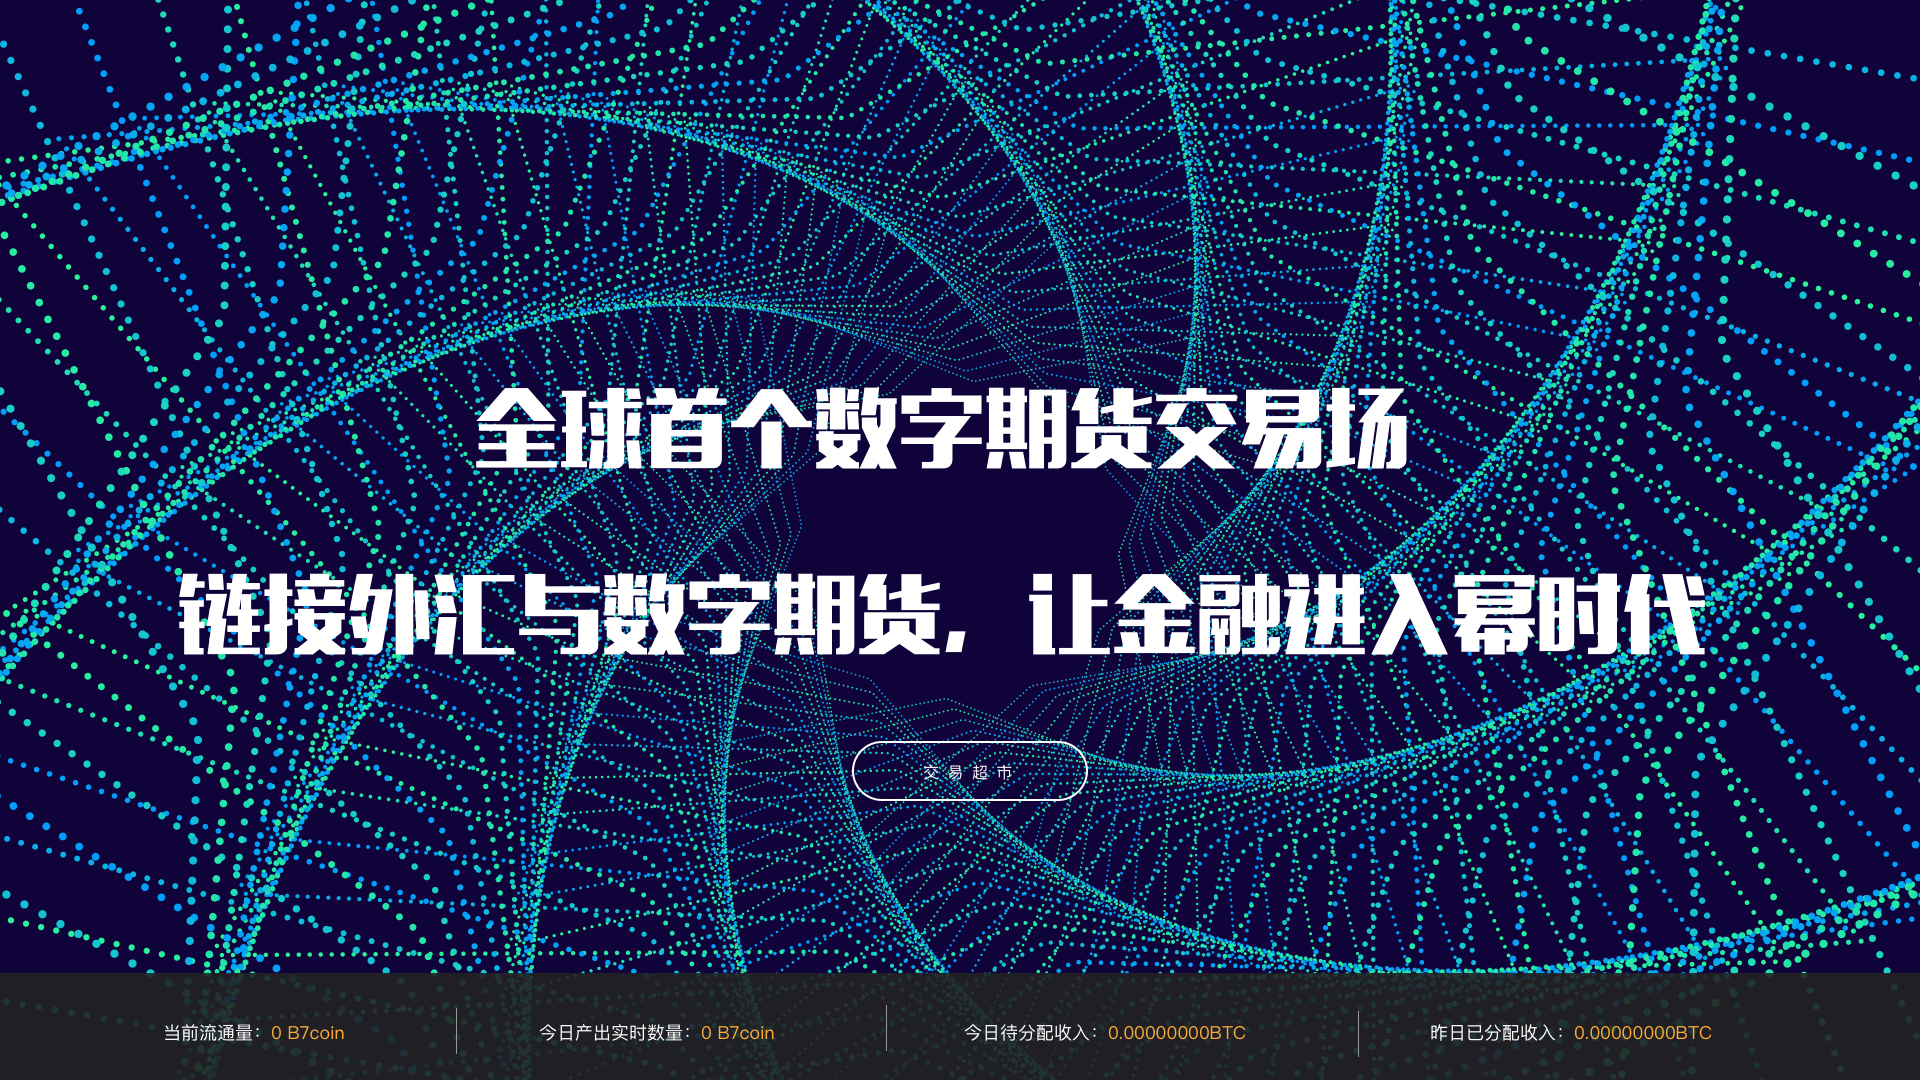 全球首个数字期货交易场
链接外汇与数字期货，让金融进入幂时代
交易超市
当前流通量：0 B7coin
今日产出实时数量：0 B7coin
今日待分配收入：0.00000000BTC
昨日已分配收入：0.00000000BTC